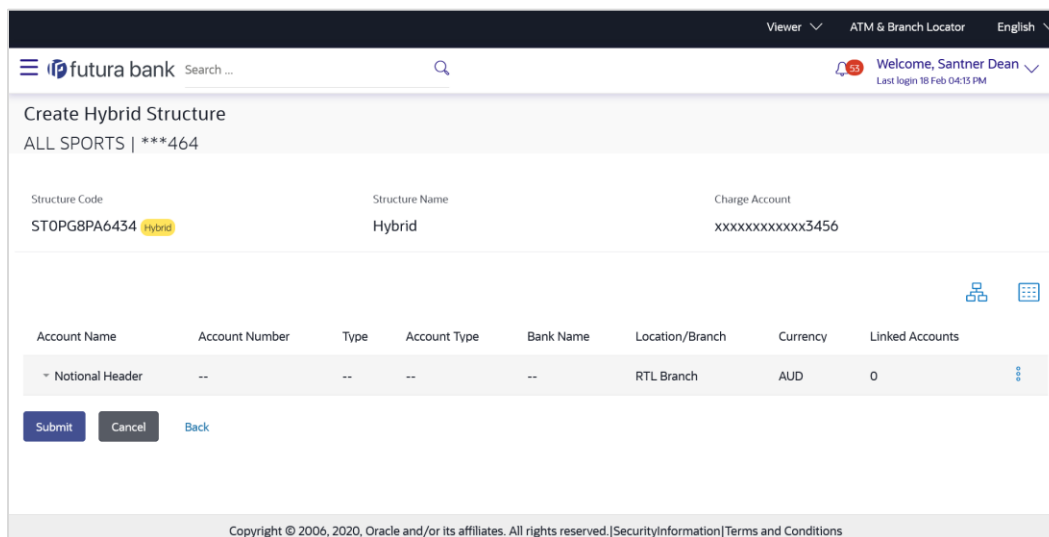 Viewer ATM & Branch Locator English
futura bank Search ... 53 Welcome, Santner Dean
Last login 18 Feb 04:13 PM
Create Hybrid Structure
ALL SPORTS | ***464
Structure Code Structure Name Charge Account
ST0PG8PA6434 Hybrid Hybrid xxxxxxxxxxxx3456
Account Name Account Number Type Account Type Bank Name Location/Branch Currency Linked Accounts
Notional Header -- -- -- -- RTL Branch AUD 0
Submit Cancel Back
Copyright © 2006, 2020, Oracle and/or its affiliates. All rights reserved.|SecurityInformation|Terms and Conditions